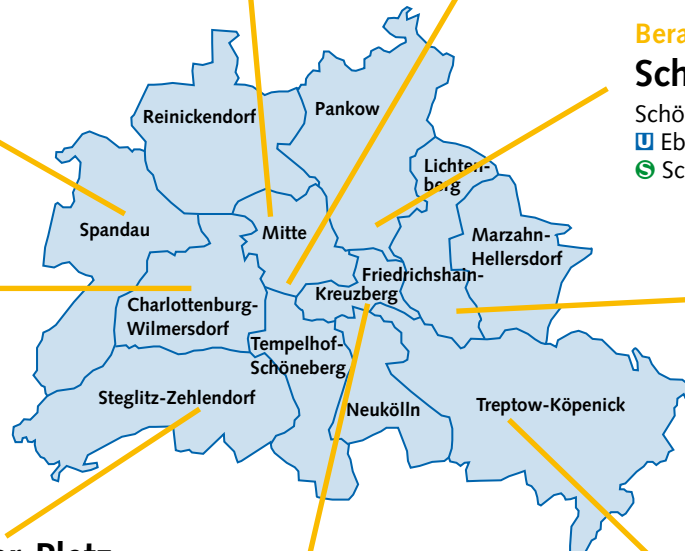 Reinickendorf
Pankow
Lichten-
berg
Spandau
Mitte
Marzahn-
Hellersdorf
Friedrichshain-
Kreuzberg
Charlottenburg-
Wilmersdorf
Tempelhof-
Schöneberg
Steglitz-Zehlendorf
Neukölln
Treptow-Köpenick
Bera
Sch
Schö
U Eb
S Sc
Platz